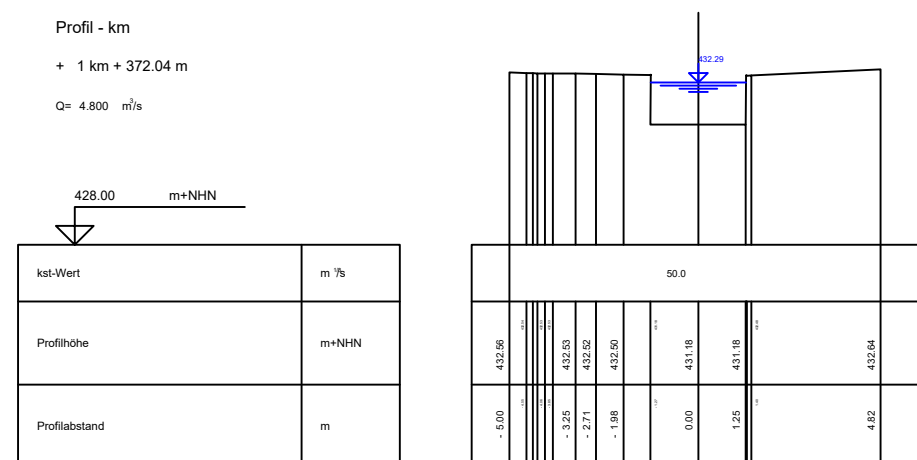 Profil - km
+ 1 km + 372.04 m
Q= 4.800 m³/s
432.29
428.00 m+NHN
kst-Wert m ¹/³/s 50.0
Profilhöhe m+NHN 432.56 432.53 432.52 432.50 431.18 431.18 432.64
Profilabstand m - 5.00 - 3.25 - 2.71 - 1.98 0.00 1.25 4.82